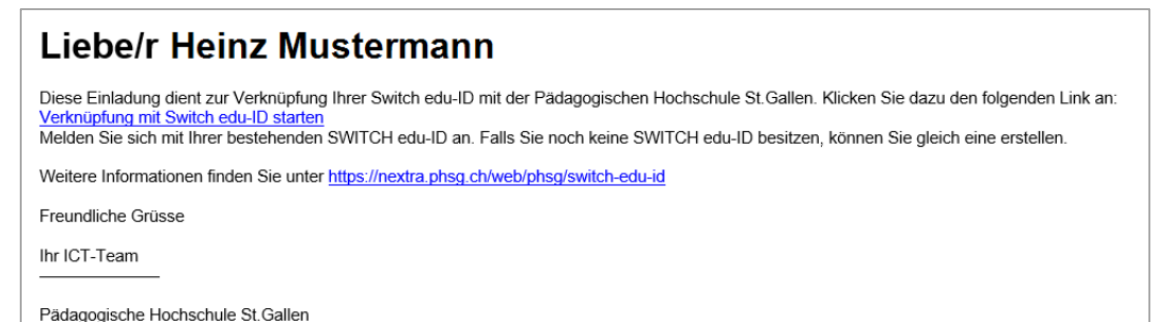 Liebe/r Heinz Mustermann
Diese Einladung dient zur Verknüpfung Ihrer Switch edu-ID mit der Pädagogischen Hochschule St.Gallen. Klicken Sie dazu den folgenden Link an:
Verknüpfung mit Switch edu-ID starten
Melden Sie sich mit Ihrer bestehenden SWITCH edu-ID an. Falls Sie noch keine SWITCH edu-ID besitzen, können Sie gleich eine erstellen.
Weitere Informationen finden Sie unter https://nextra.phsg.ch/web/phsg/switch-edu-id
Freundliche Grüsse
Ihr ICT-Team
Pädagogische Hochschule St.Gallen